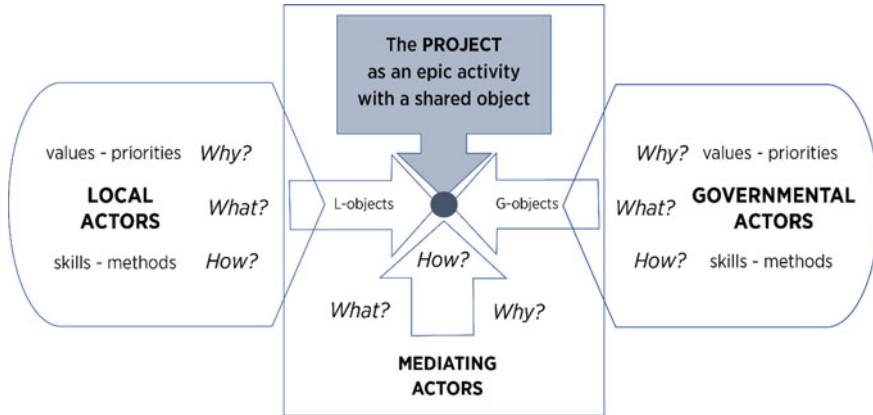 The PROJECT
as an epic activity
with a shared object
values - priorities Why?
LOCAL
ACTORS
What?
skills - methods How?
L-objects
G-objects
Why? values - priorities
What?
GOVERNMENTAL
ACTORS
How? skills - methods
How?
What? Why?
MEDIATING
ACTORS